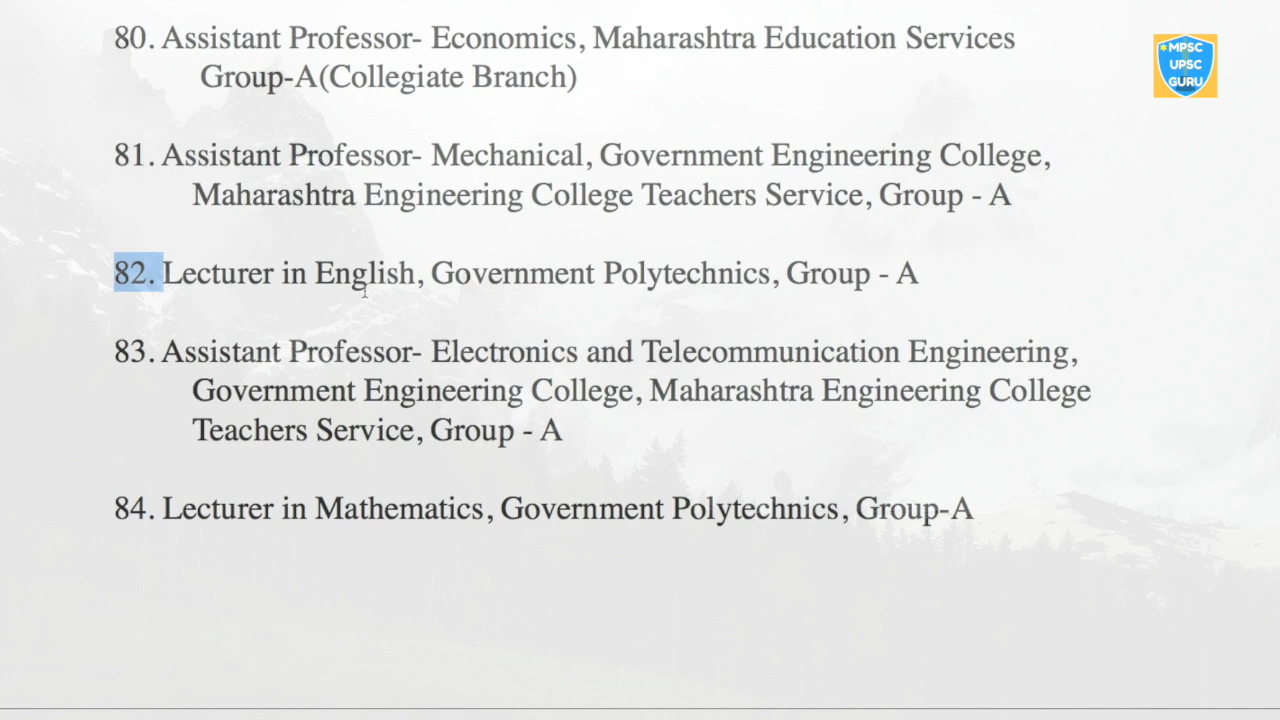 80. Assistant Professor- Economics, Maharashtra Education Services
Group-A(Collegiate Branch)
81. Assistant Professor- Mechanical, Government Engineering College,
Maharashtra Engineering College Teachers Service, Group - A
82. Lecturer in English, Government Polytechnics, Group - A
83. Assistant Professor- Electronics and Telecommunication Engineering,
Government Engineering College, Maharashtra Engineering College
Teachers Service, Group - A
84. Lecturer in Mathematics, Government Polytechnics, Group-A
MPSC
UPSC
GURU